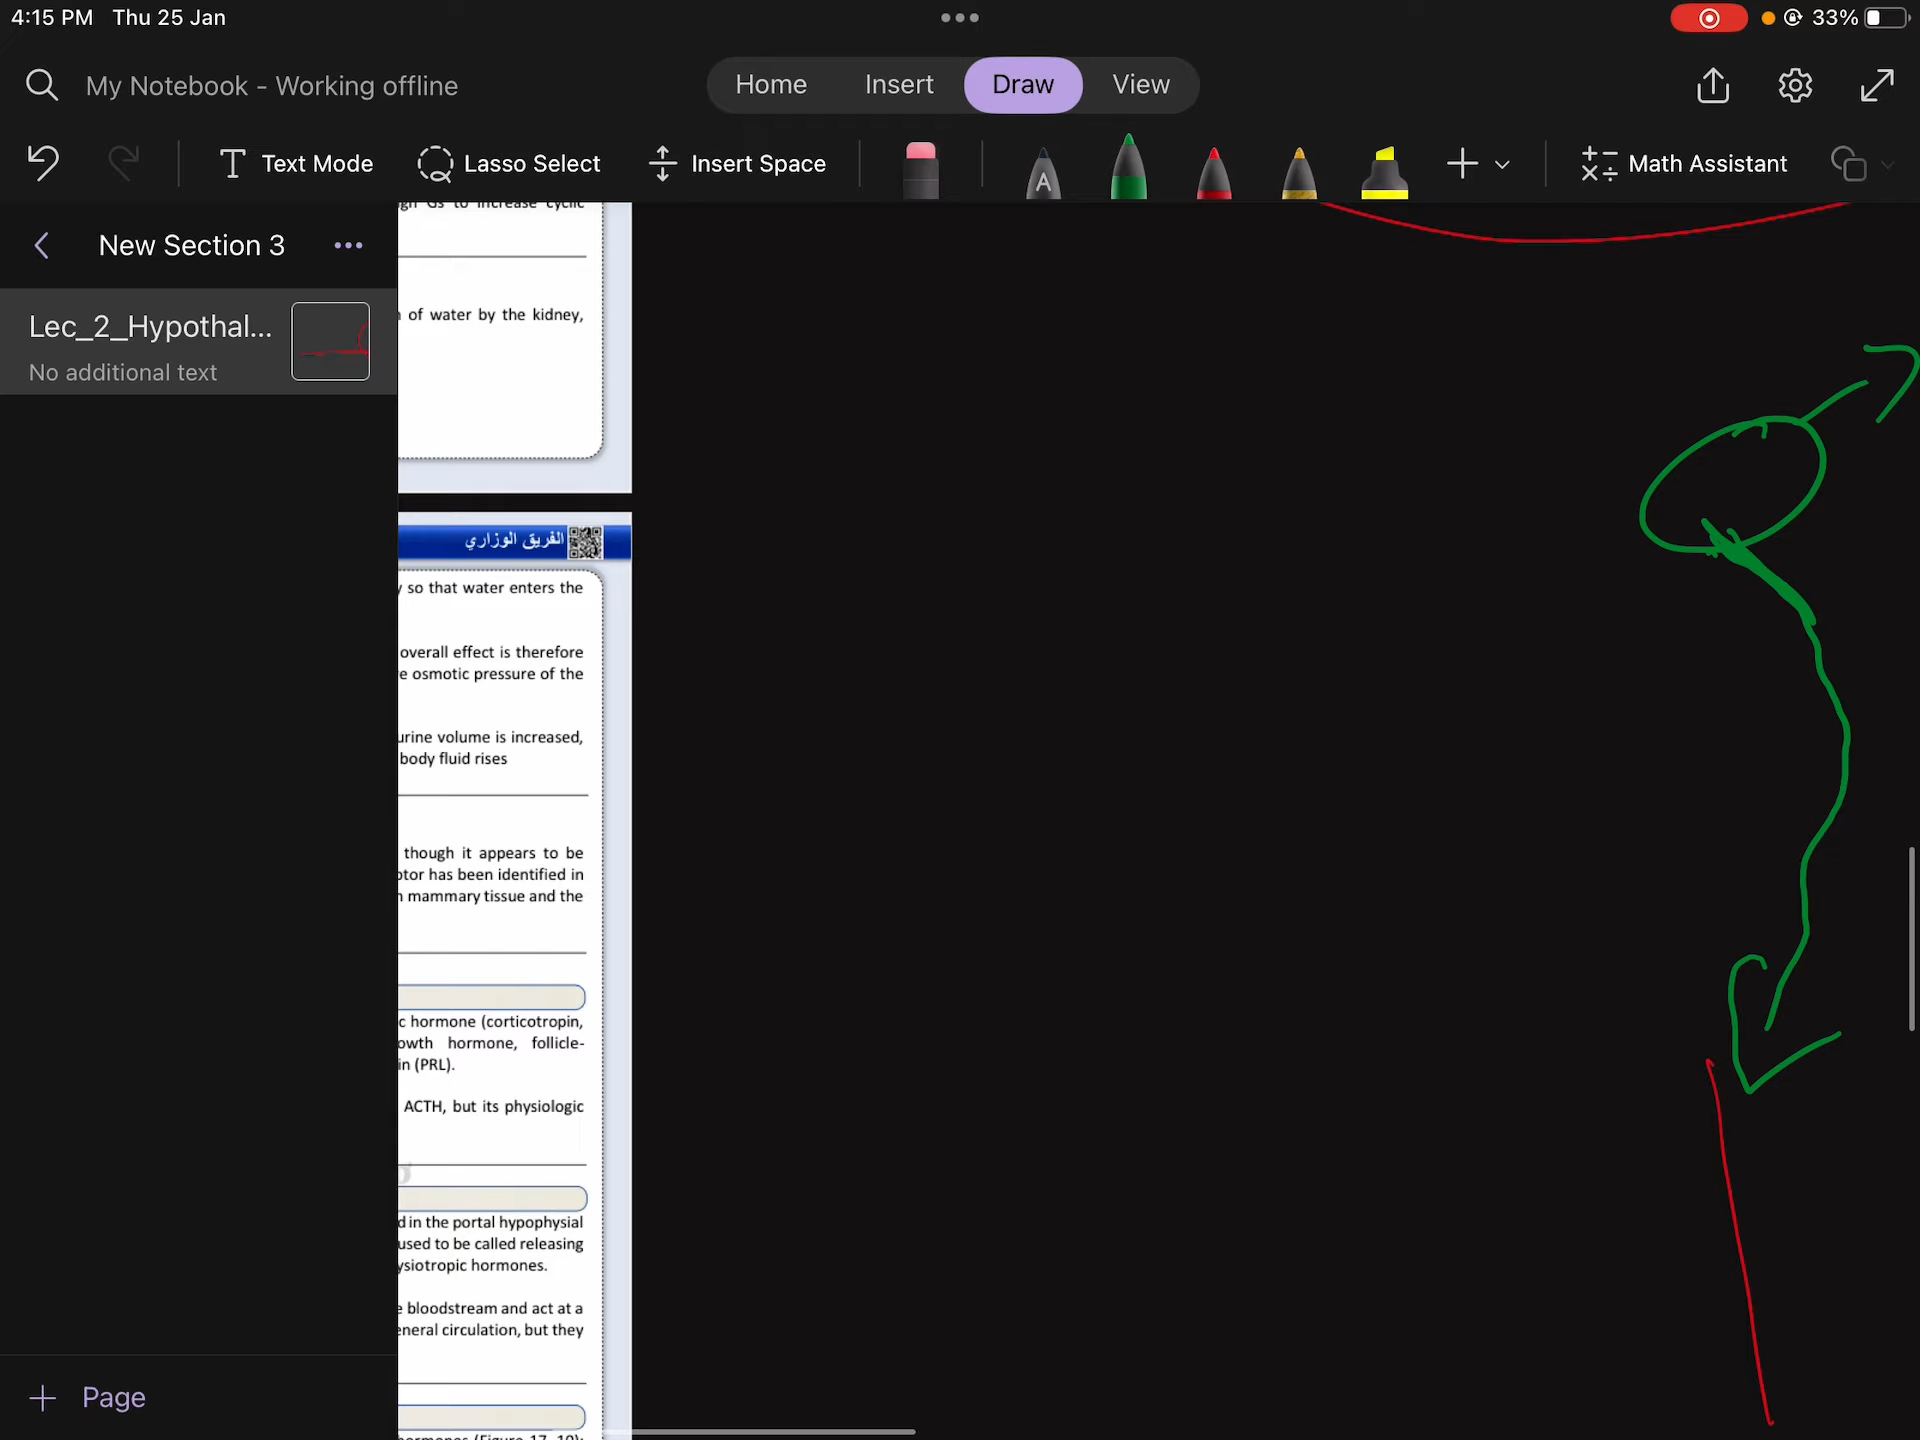 4:15 PM Thu 25 Jan
33%
My Notebook - Working offline
Home Insert Draw View
Text Mode Lasso Select Insert Space A Math Assistant
New Section 3
Lec_2_Hypothal...
No additional text
Page
to increase cyclic
of water by the kidney,
الفريق الوزاري
so that water enters the
overall effect is therefore
osmotic pressure of the
urine volume is increased,
body fluid rises
though it appears to be
has been identified in
mammary tissue and the
hormone (corticotropin,
hormone, follicle-
(PRL).
ACTH, but its physiologic
in the portal hypophysial
used to be called releasing
hormones.
bloodstream and act at a
circulation, but they